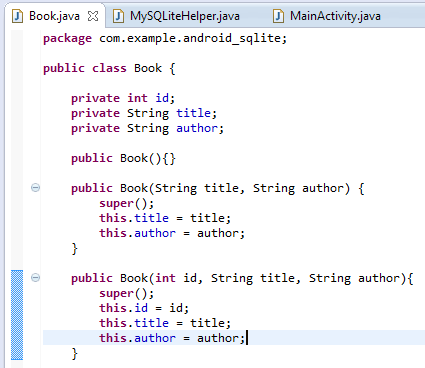 Book.java MySQLiteHelper.java MainActivity.java
package com.example.android_sqlite;
public class Book {
private int id;
private String title;
private String author;
public Book(){}
public Book(String title, String author) {
super();
this.title = title;
this.author = author;
}
public Book(int id, String title, String author){
super();
this.id = id;
this.title = title;
this.author = author;
}